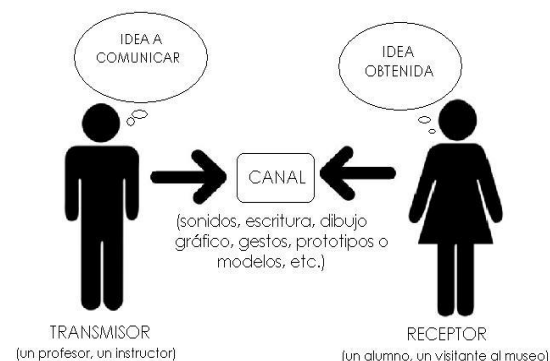 IDEA A
COMUNICAR
IDEA
OBTENIDA
CANAL
(sonidos, escritura, dibujo
gráfico, gestos, prototipos o
modelos, etc.)
TRANSMISOR
(un profesor, un instructor)
RECEPTOR
(un alumno, un visitante al museo)